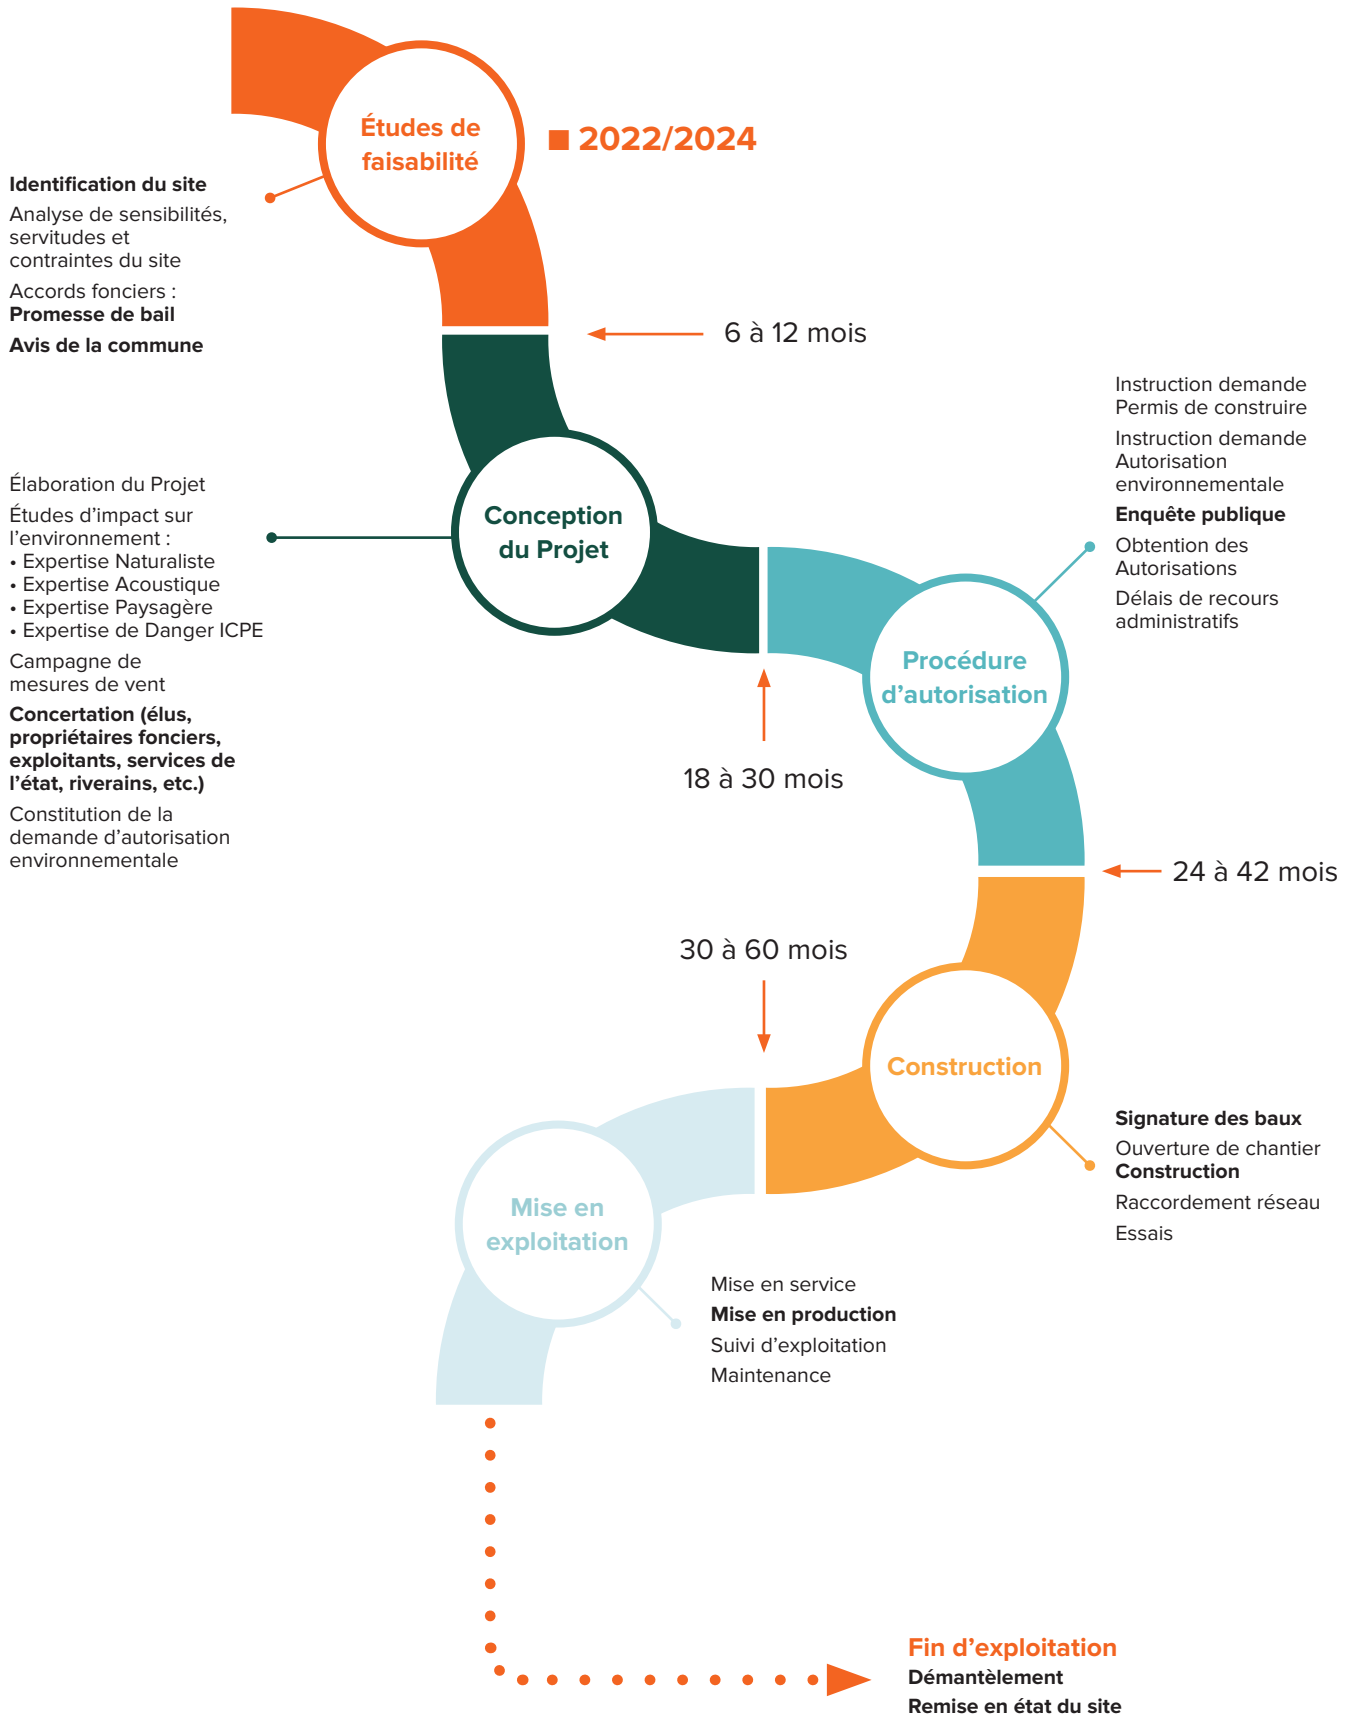 Études de
faisabilité
■ 2022/2024
Identification du site
Analyse de sensibilités,
servitudes et
contraintes du site
Accords fonciers :
Promesse de bail
Avis de la commune
6 à 12 mois
Élaboration du Projet
Études d’impact sur
l’environnement :
• Expertise Naturaliste
• Expertise Acoustique
• Expertise Paysagère
• Expertise de Danger ICPE
Campagne de
mesures de vent
Concertation (élus,
propriétaires fonciers,
exploitants, services de
l’état, riverains, etc.)
Constitution de la
demande d’autorisation
environnementale
Conception
du Projet
18 à 30 mois
Instruction demande
Permis de construire
Instruction demande
Autorisation
environnementale
Enquête publique
Obtention des
Autorisations
Délais de recours
administratifs
Procédure
d’autorisation
24 à 42 mois
30 à 60 mois
Construction
Signature des baux
Ouverture de chantier
Construction
Raccordement réseau
Essais
Mise en
exploitation
Mise en service
Mise en production
Suivi d’exploitation
Maintenance
Fin d’exploitation
Démantèlement
Remise en état du site